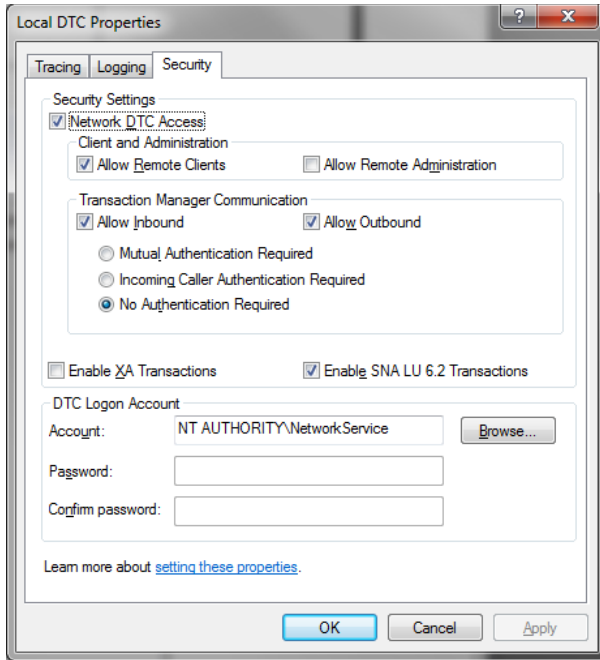 Local DTC Properties
Tracing Logging Security
Security Settings
Network DTC Access
Client and Administration
Allow Remote Clients Allow Remote Administration
Transaction Manager Communication
Allow Inbound Allow Outbound
Mutual Authentication Required
Incoming Caller Authentication Required
No Authentication Required
Enable XA Transactions Enable SNA LU 6.2 Transactions
DTC Logon Account
Account: NT AUTHORITY\NetworkService Browse...
Password:
Confirm password:
Learn more about setting these properties.
OK Cancel Apply